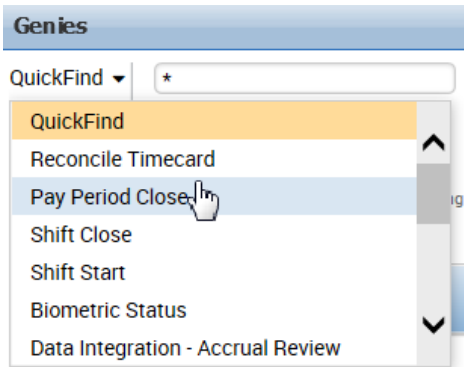 Genies
QuickFind *
QuickFind
Reconcile Timecard
Pay Period Close
Shift Close
Shift Start
Biometric Status
Data Integration - Accrual Review